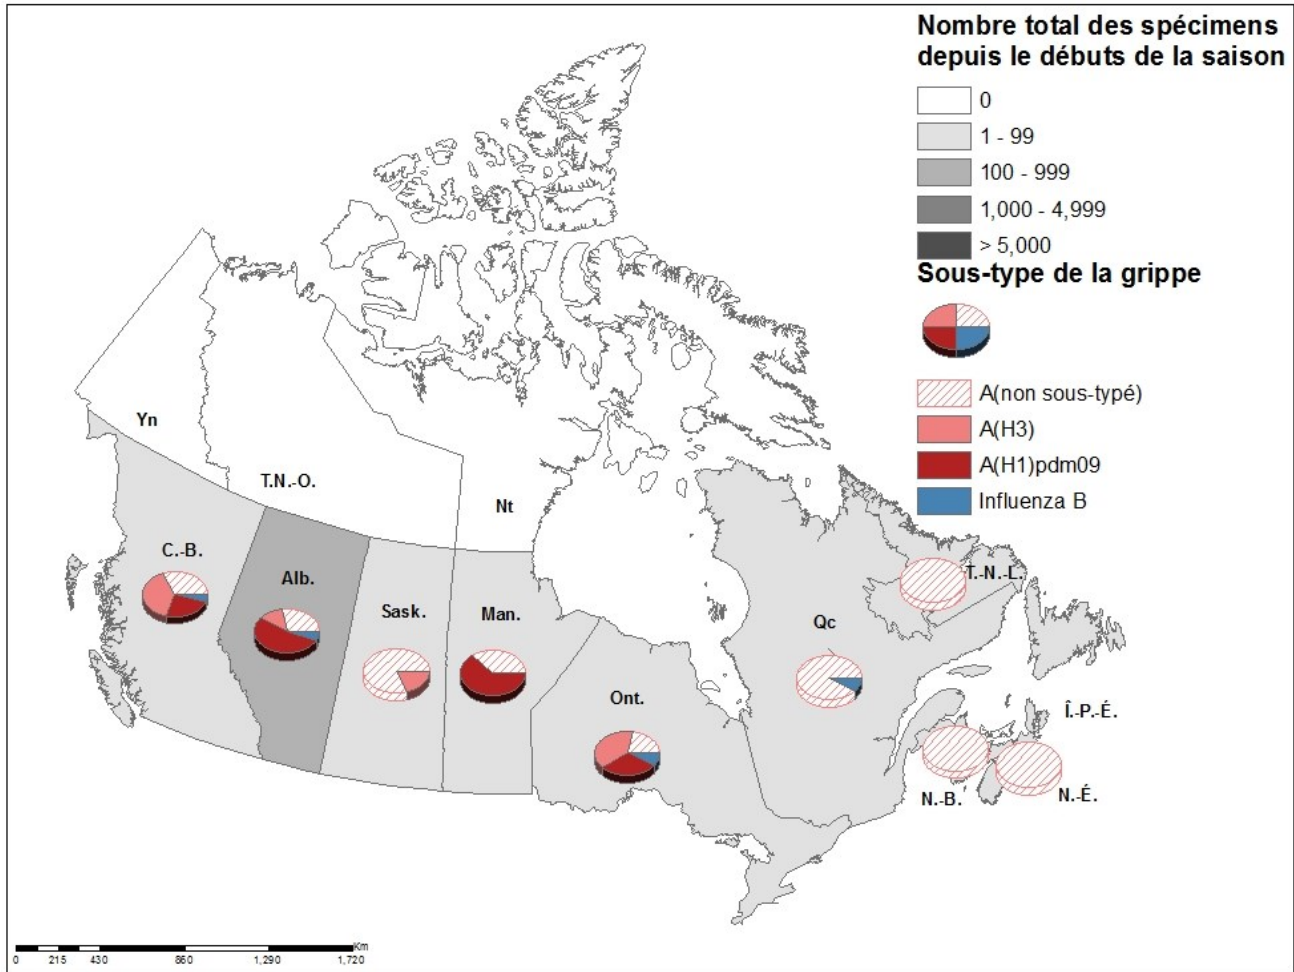 Nombre total des spécimens
depuis le débuts de la saison
0
1 - 99
100 - 999
1,000 - 4,999
> 5,000
Sous-type de la grippe
A(non sous-typé)
A(H3)
A(H1)pdm09
Influenza B
Yn
T.N.-O.
Nt
C.-B.
Alb.
Sask.
Man.
Ont.
Qc
T.-N.-L.
Î.-P.-É.
N.-B.
N.-É.
Km
0 215 430 860 1,290 1,720